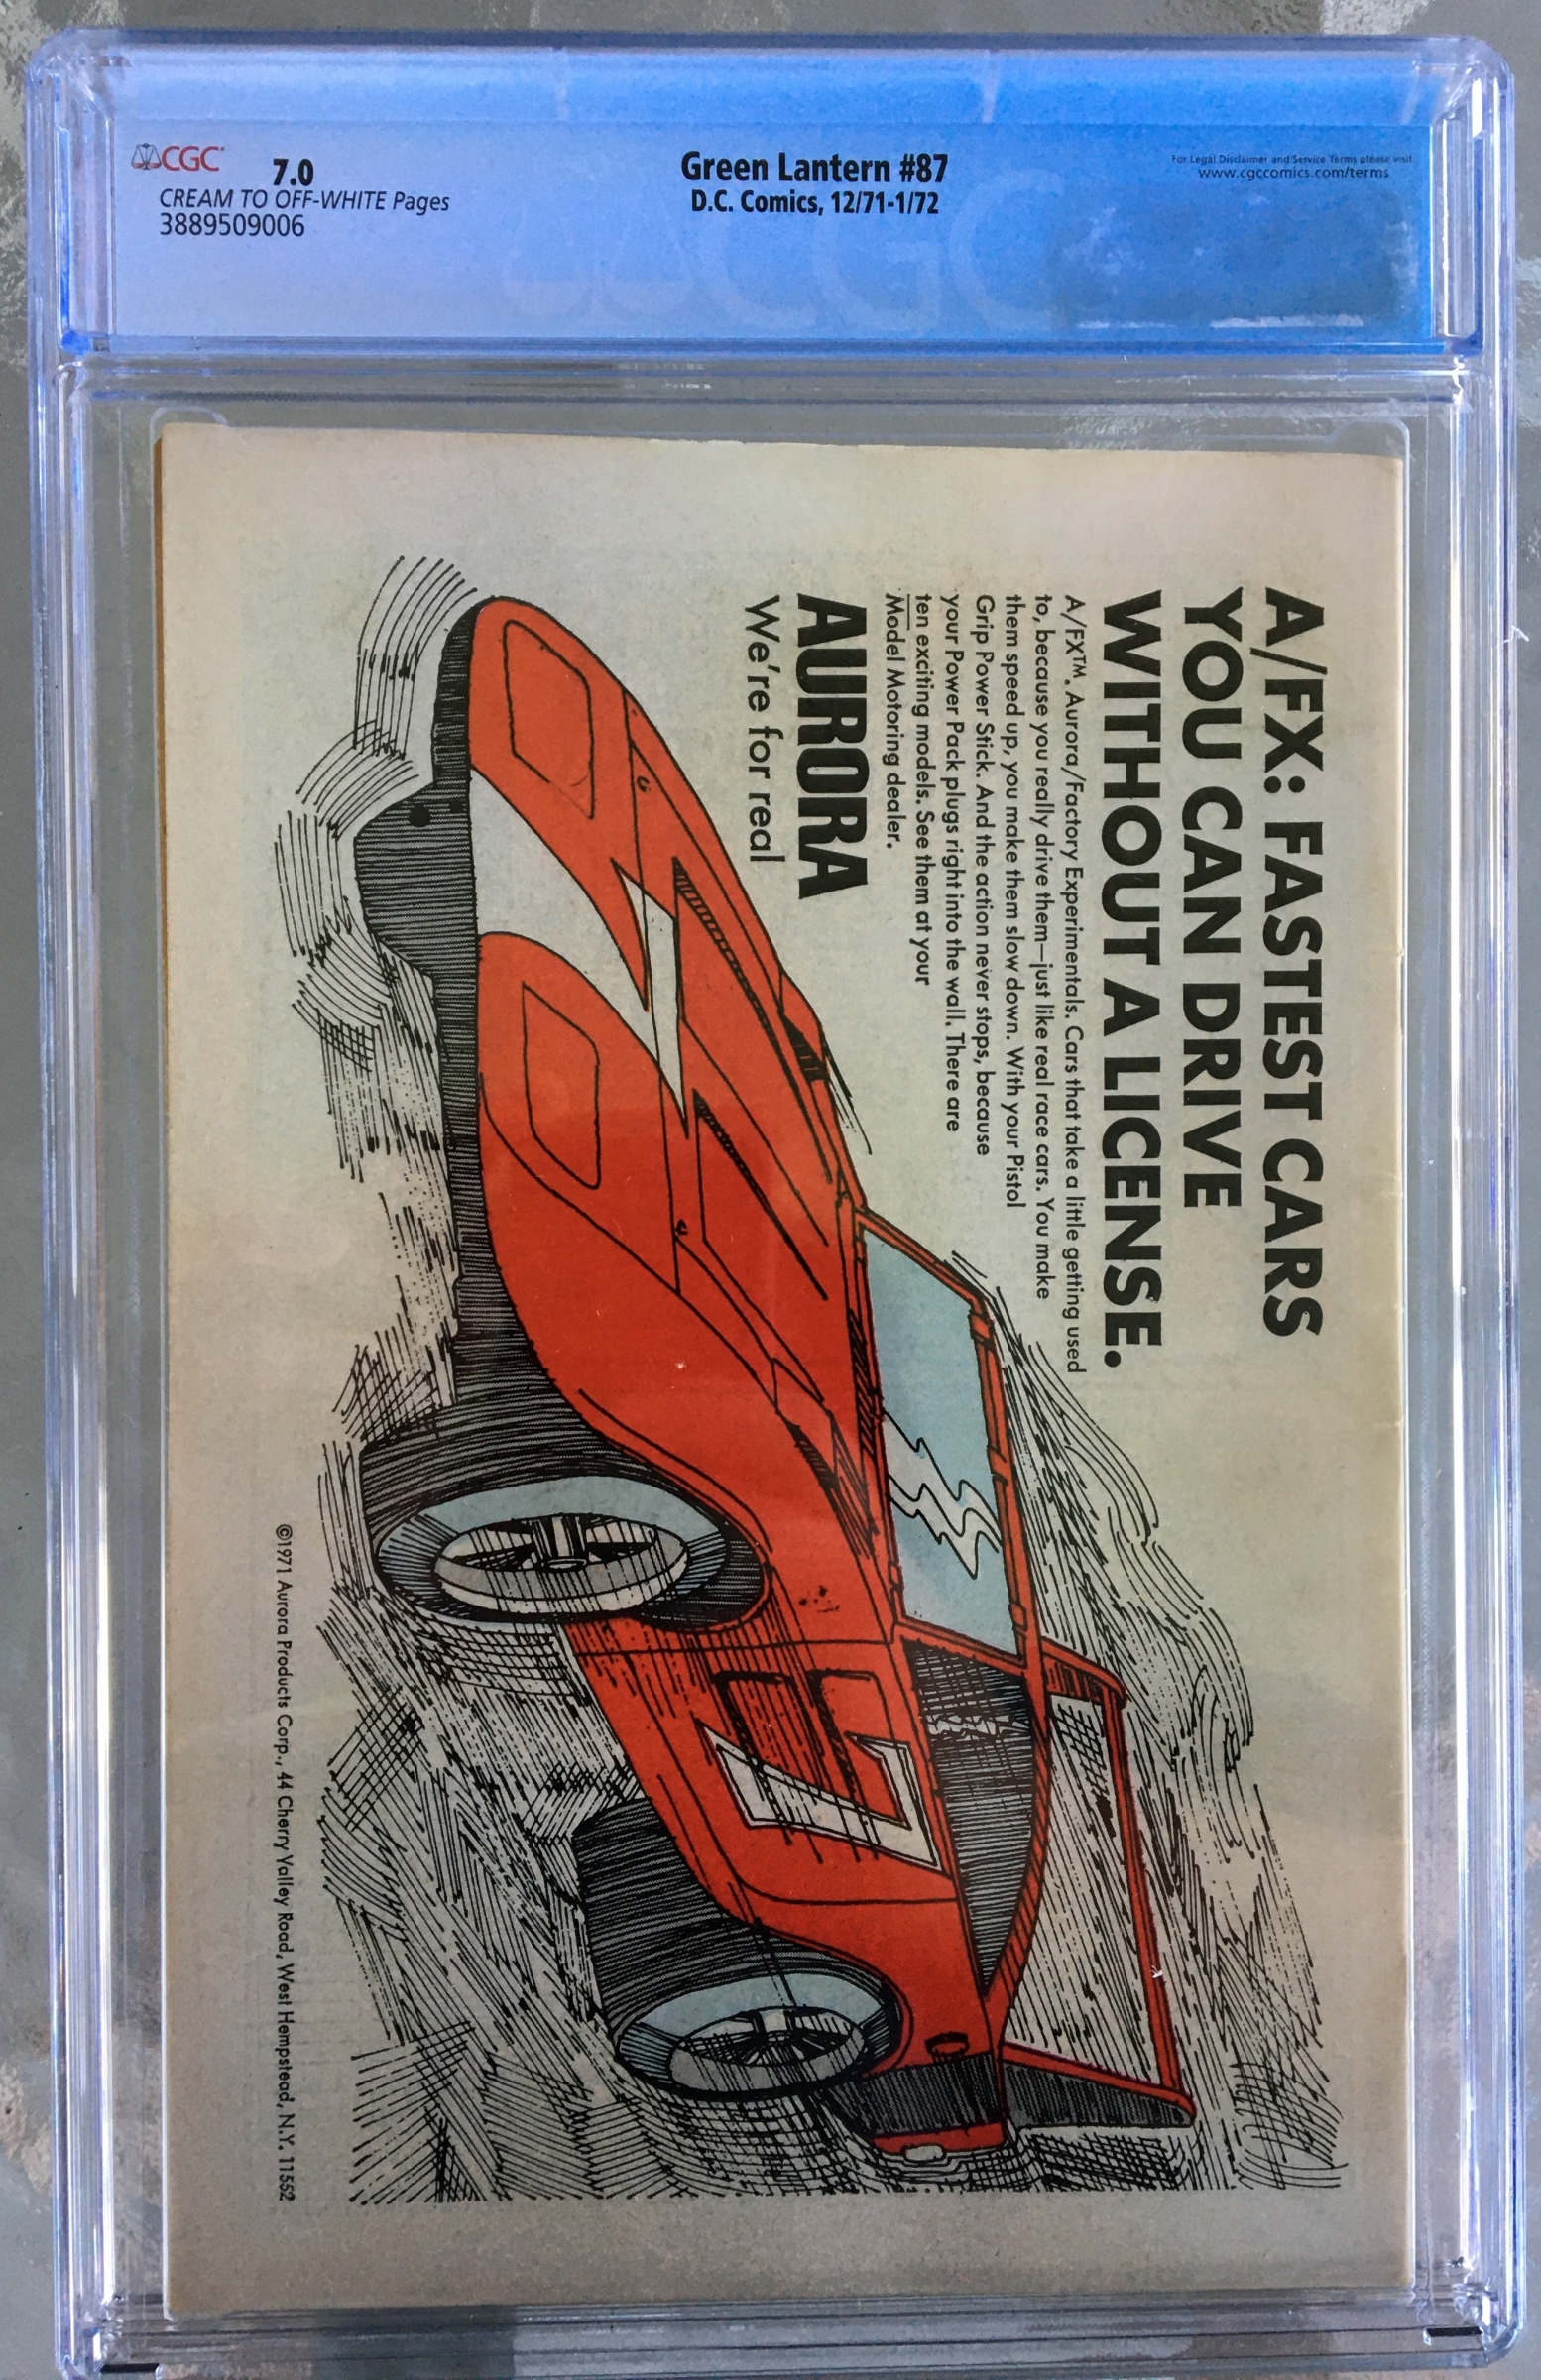 CGC
7.0
CREAM TO OFF-WHITE Pages
3889509006
Green Lantern #87
D.C. Comics, 12/71-1/72
For Legal Disclaimer and Service Terms please visit
www.cgccomics.com/terms
CGC
A/FX: FASTEST CARS
YOU CAN DRIVE
WITHOUT A LICENSE.
A/FX™. Aurora/Factory Experimentals. Cars that take a little getting used
to, because you really drive them—just like real race cars. You make
them speed up, you make them slow down. With your Pistol
Grip Power Stick. And the action never stops, because
your Power Pack plugs right into the wall. There are
ten exciting models. See them at your
Model Motoring dealer.
AURORA
We're for real
©1971 Aurora Products Corp., 44 Cherry Valley Road, West Hempstead, N.Y. 11552